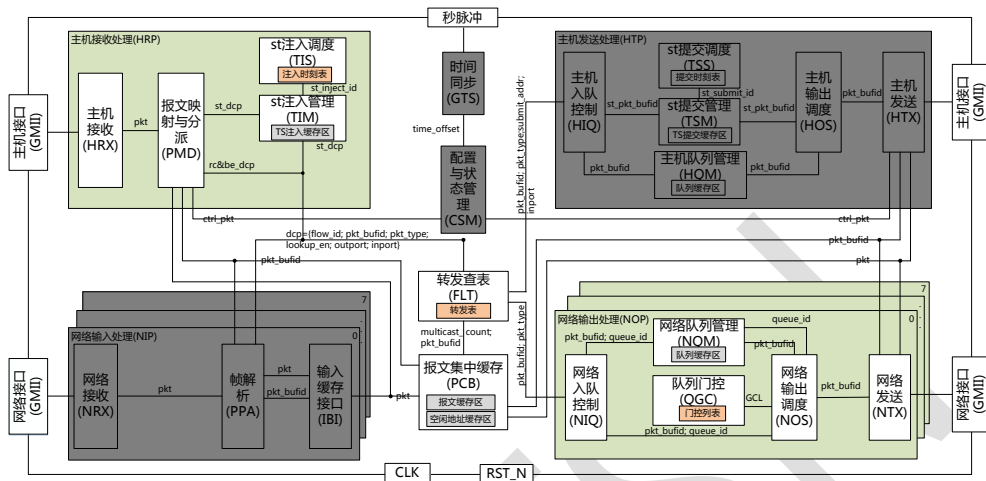 秒脉冲
主机接收处理(HRP)
主机接口
(GMII)
主机
接收
(HRX)
pkt
报文映
射与分
派
(PMD)
st_dcp
rc&be_dcp
st注入调度
(TIS)
注入时刻表
st_inject_id
st注入管理
(TIM)
TS注入缓存区
st_dcp
时间
同步
(GTS)
time_offset
配置
与状
态管
理
(CSM)
ctrl_pkt
主机发送处理(HTP)
主机
入队
控制
(HIQ)
st_pkt_bufid
pkt_bufid
st提交调度
(TSS)
提交时刻表
st_submit_id
st提交管理
(TSM)
TS提交缓存区
主机队列管理
(HQM)
队列缓存区
st_pkt_bufid
pkt_bufid
主机
输出
调度
(HOS)
pkt_bufid
主机
发送
(HTX)
主机接口
(GMII)
pkt_bufid; pkt_type;submit_addr;
inport
ctrl_pkt
pkt_bufid
pkt
dcp={flow_id; pkt_bufid; pkt_type;
lookup_en; outport; inport}
pkt_bufid
转发查表
(FLT)
转发表
multicast_count;
pkt_bufid
报文集中缓存
(PCB)
报文缓存区
空闲地址缓存区
pkt_bufid; pkt_type
7
0
网络输入处理(NIP)
网络接口
(GMII)
网络
接收
(NRX)
pkt
帧解
析
(PPA)
pkt
pkt_bufid
输入
缓存
接口
(IBI)
pkt
7
0
网络输出处理(NOP)
网络
入队
控制
(NIQ)
pkt_bufid; queue_id
网络队列管理
(NQM)
队列缓存区
queue_id
pkt_bufid
队列门控
(QGC)
门控列表
GCL
pkt_bufid; queue_id
网络
输出
调度
(NOS)
pkt_bufid
网络
发送
(NTX)
网络接口
(GMII)
CLK
RST_N